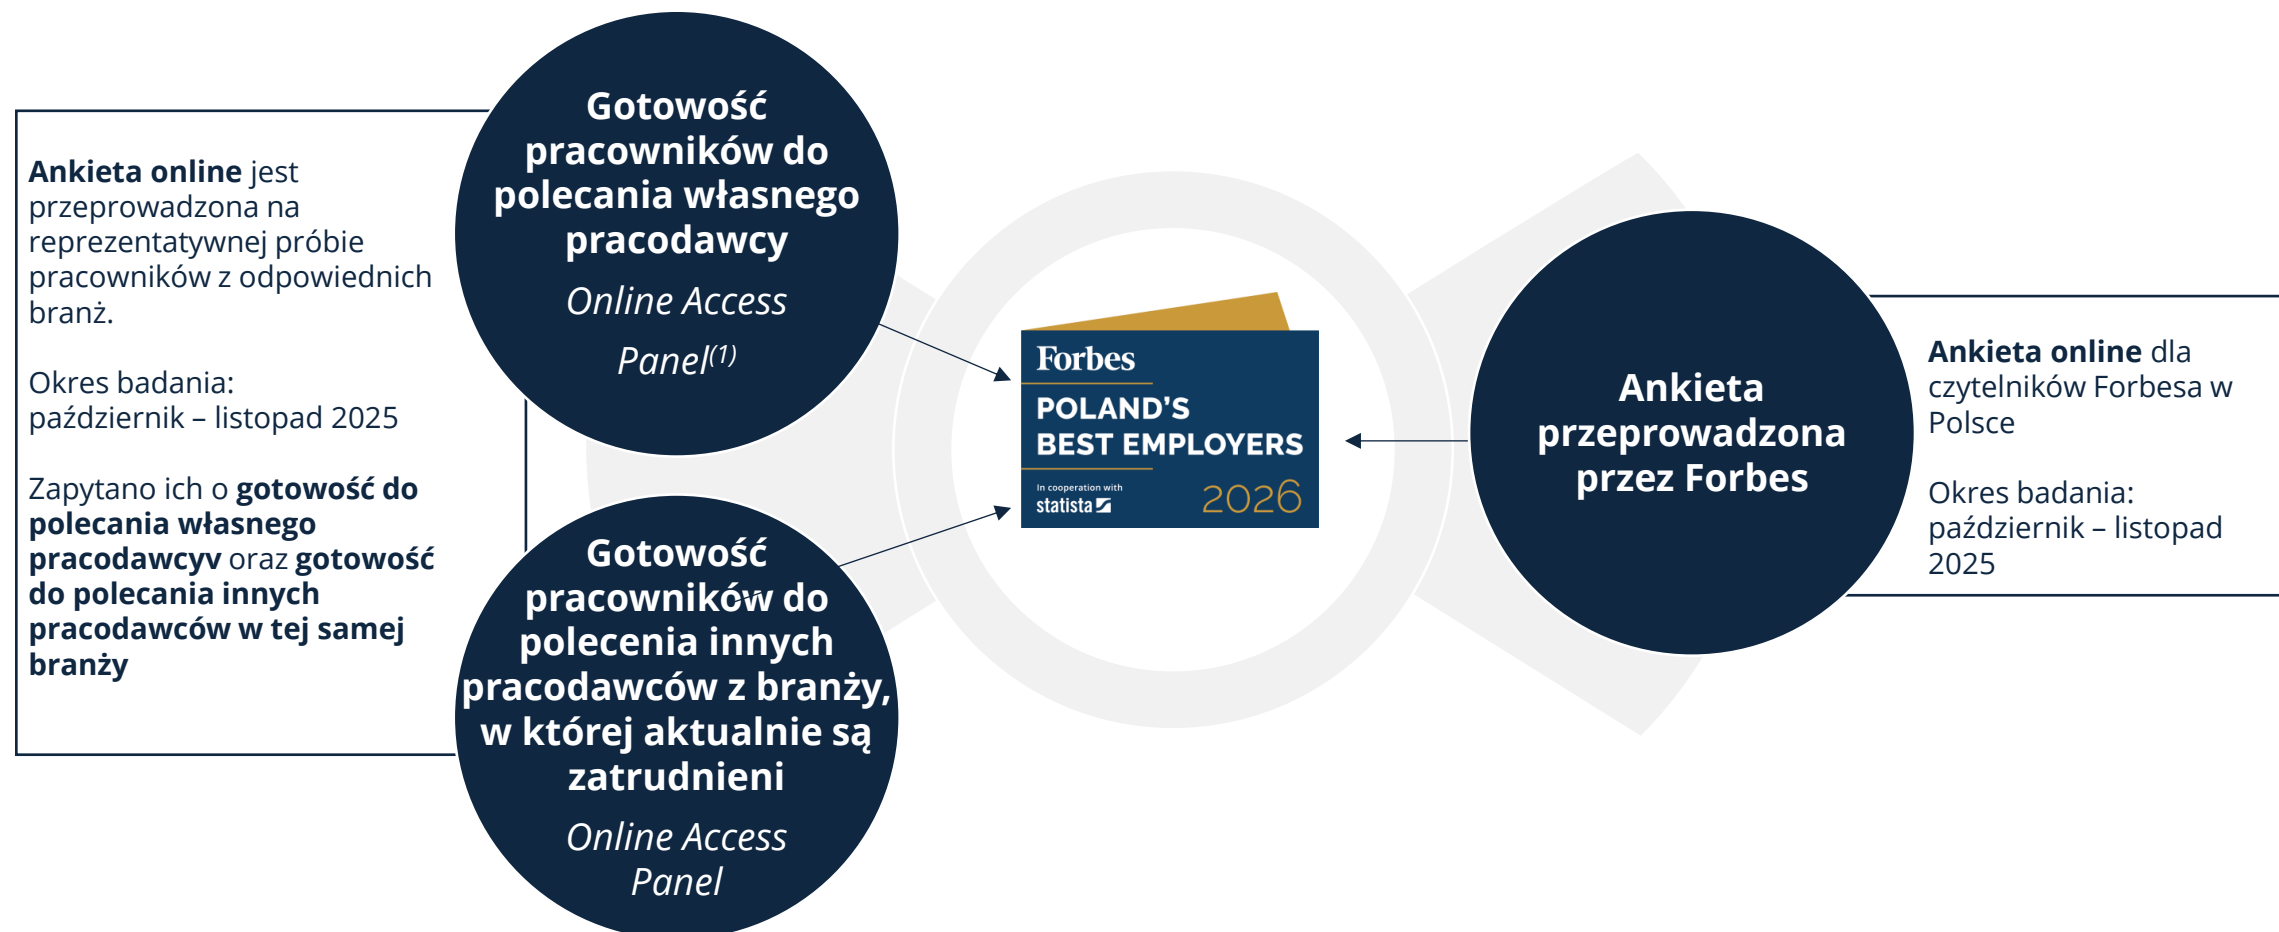 Ankieta online jest
przeprowadzona na
reprezentatywnej próbie
pracowników z odpowiednich
branż.
Okres badania:
październik – listopad 2025
Zapytano ich o gotowość do
polecania własnego
pracodawcyv oraz gotowość
do polecania innych
pracodawców w tej samej
branży
Gotowość
pracowników do
polecania własnego
pracodawcy
Online Access
Panel(1)
Gotowość
pracowników do
polecenia innych
pracodawców z branży,
w której aktualnie są
zatrudnieni
Online Access
Panel
Forbes
POLAND'S
BEST EMPLOYERS
In cooperation with
statista
2026
Ankieta
przeprowadzona
przez Forbes
Ankieta online dla
czytelników Forbesa w
Polsce
Okres badania:
październik – listopad
2025